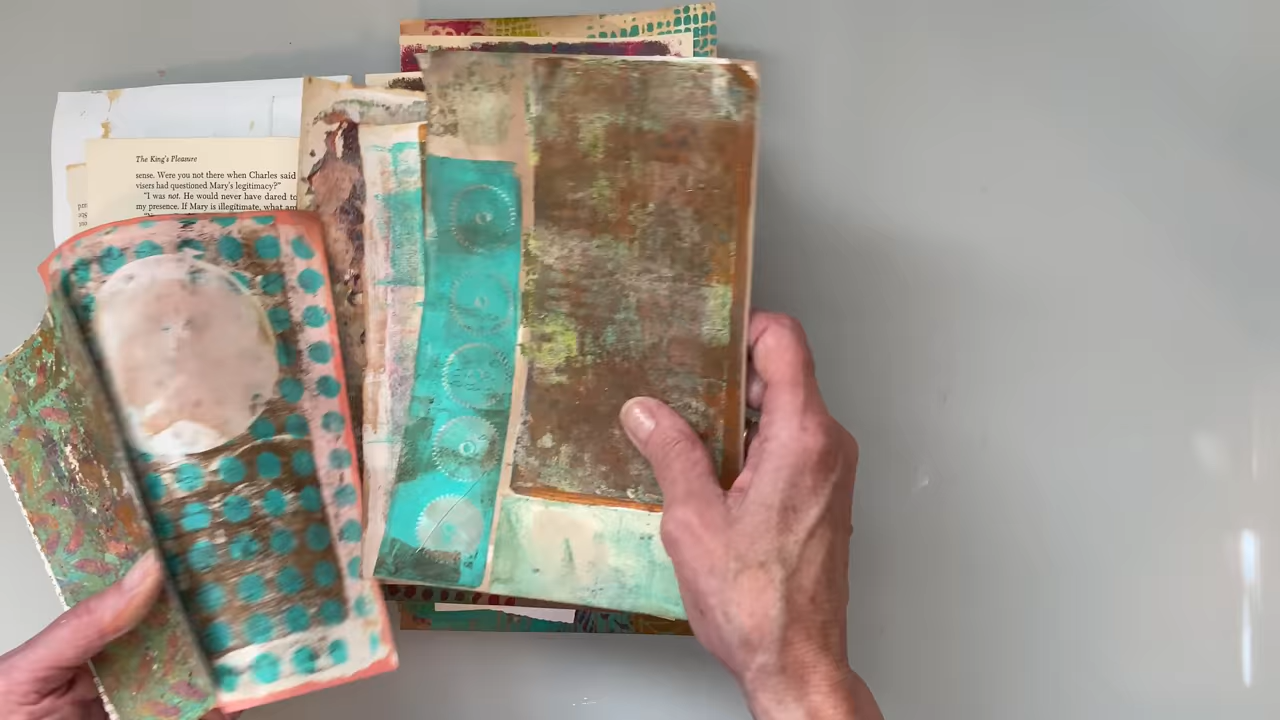 The King's Pleasure
sense. Were you not there when Charles said
visers had questioned Mary's legitimacy?"
"I was not. He would never have dared to
my presence. If Mary is illegitimate, what am